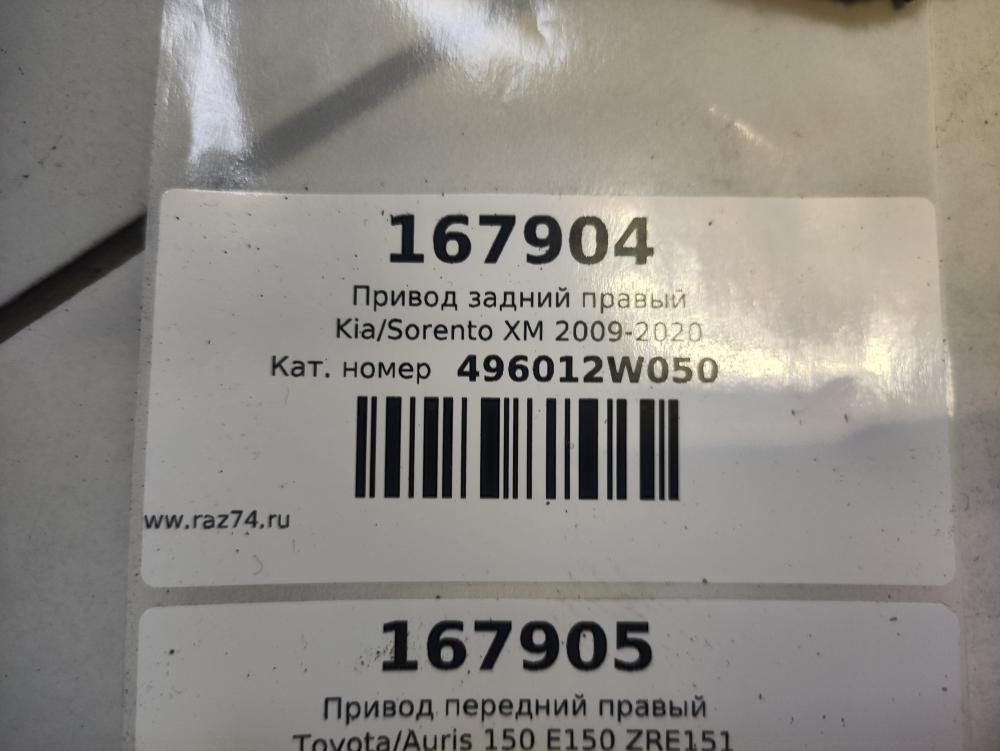 167904
Привод задний правый
Kia/Sorento XM 2009-2020
Кат. номер 496012W050
ww.raz74.ru
167905
Привод передний правый
Toyota/Auris 150 E150 ZRE151